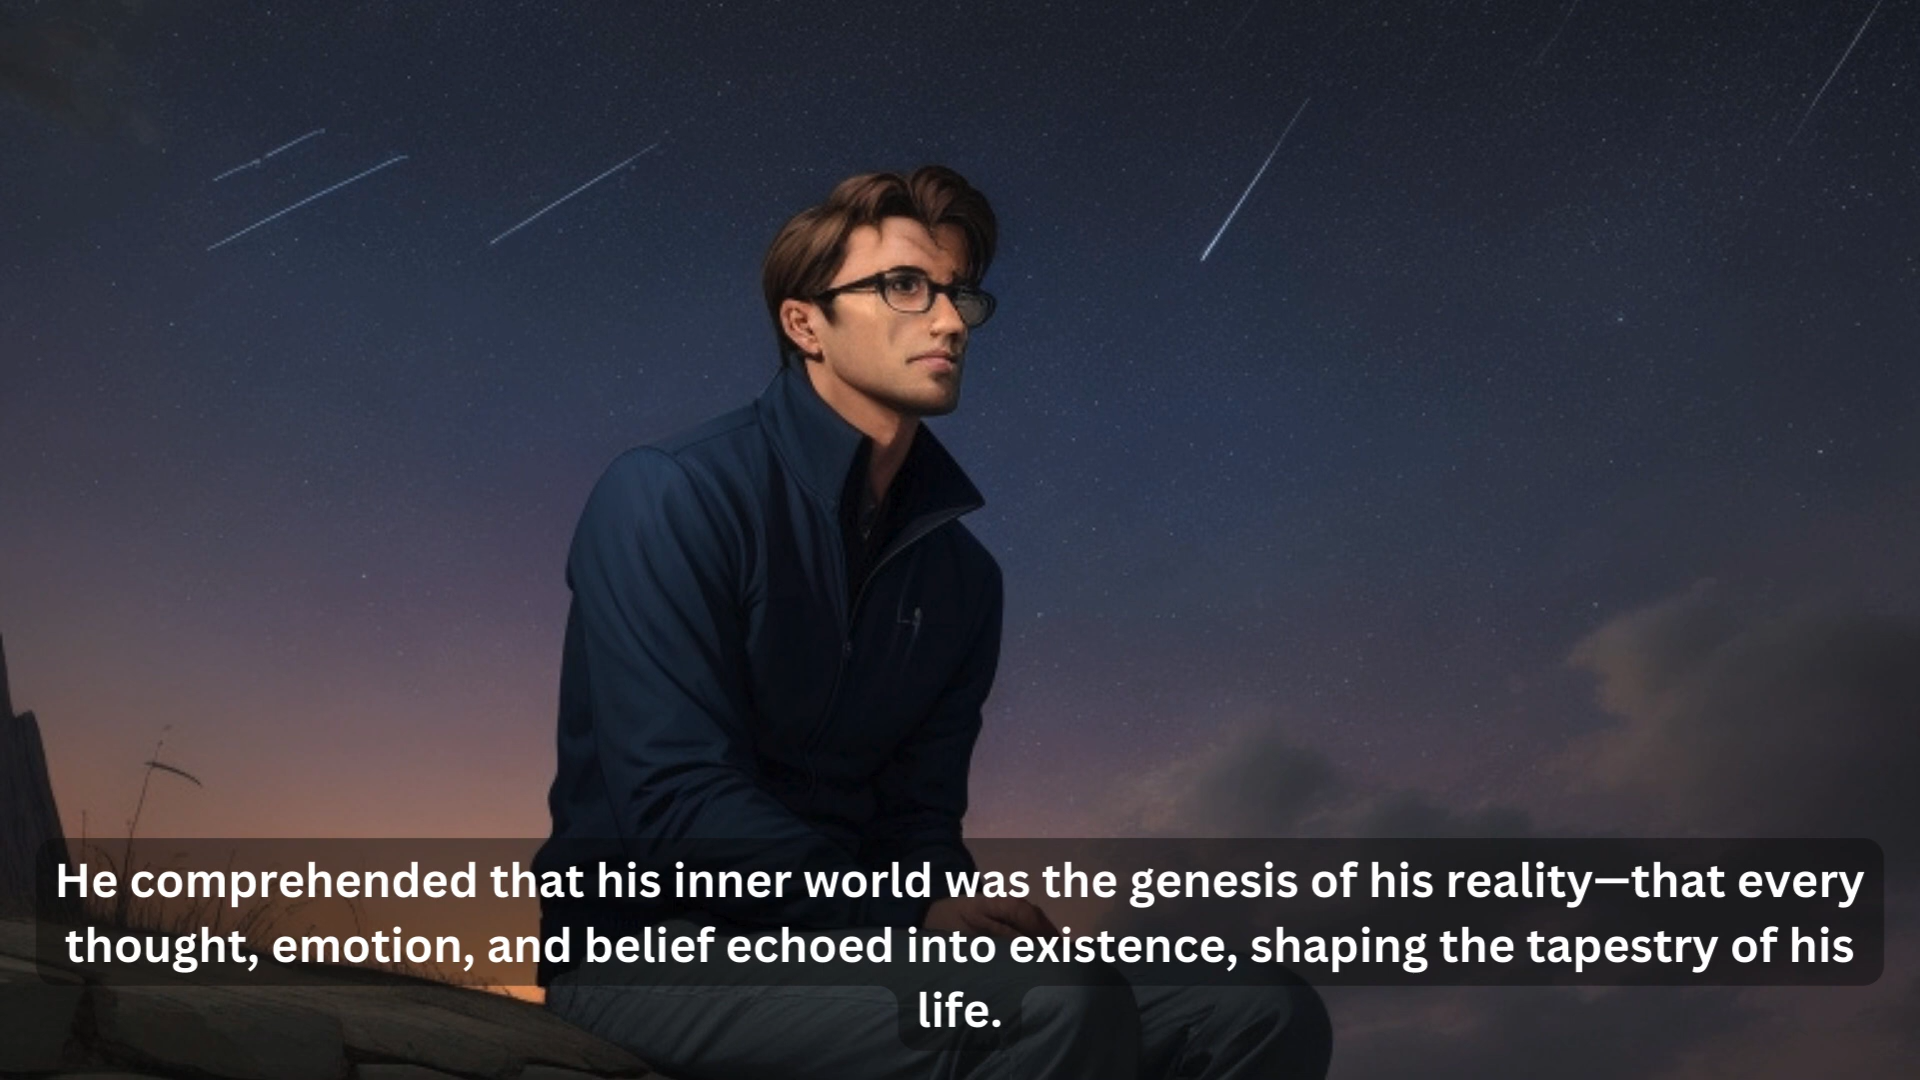 He comprehended that his inner world was the genesis of his reality—that every
thought, emotion, and belief echoed into existence, shaping the tapestry of his
life.